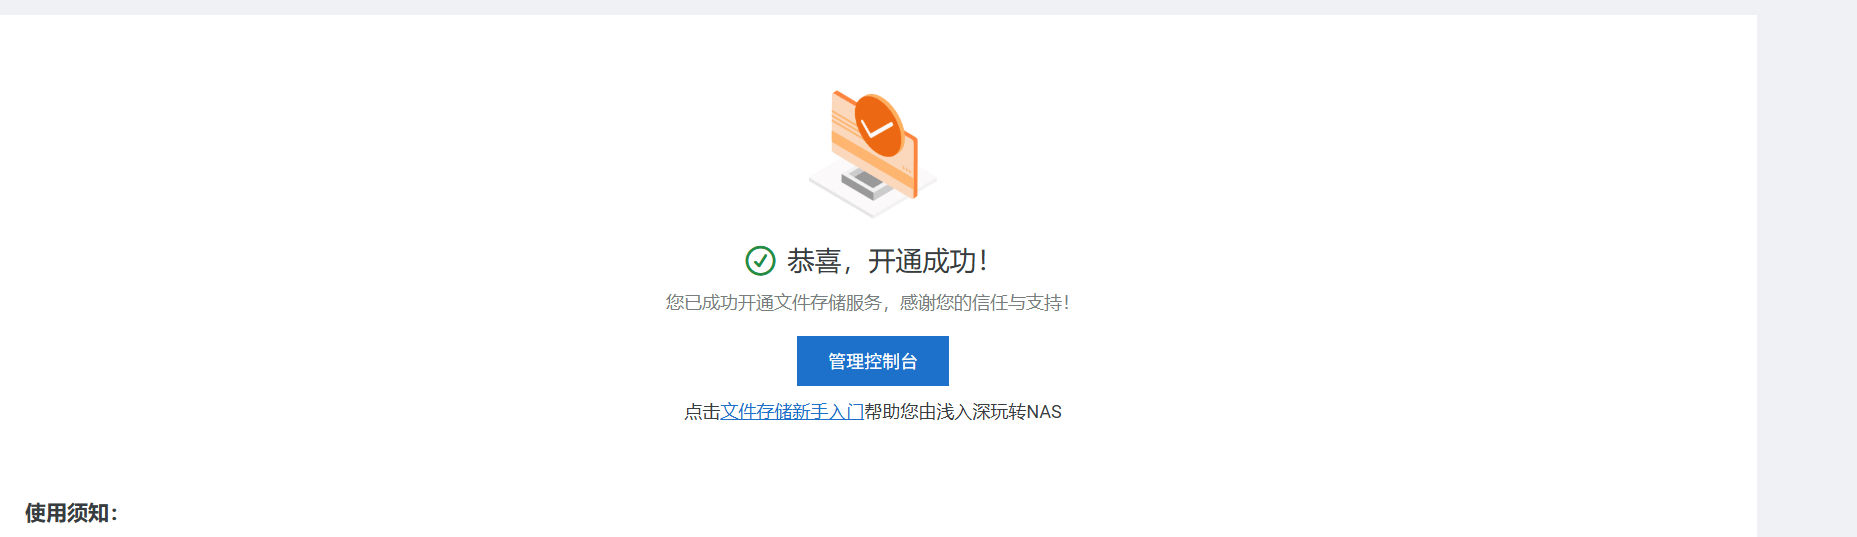 恭喜，开通成功！
您已成功开通文件存储服务，感谢您的信任与支持！
管理控制台
点击文件存储新手入门帮助您由浅入深玩转NAS
使用须知：